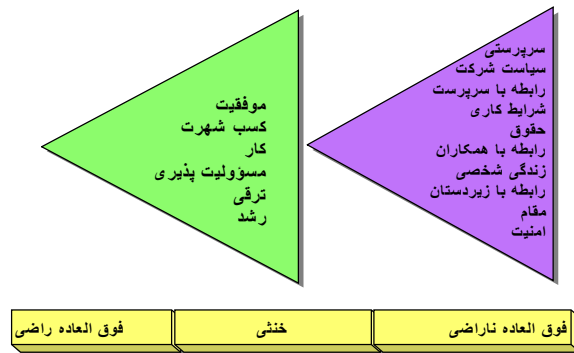 سرپرستی
سیاست شرکت
رابطه با سرپرست
شرایط کاری
حقوق
رابطه با همکاران
زندگی شخصی
رابطه با زیردستان
مقام
امنیت
موفقیت
کسب شهرت
کار
مسؤولیت پذیری
ترقی
رشد
فوق العاده ناراضی
خنثی
فوق العاده راضی